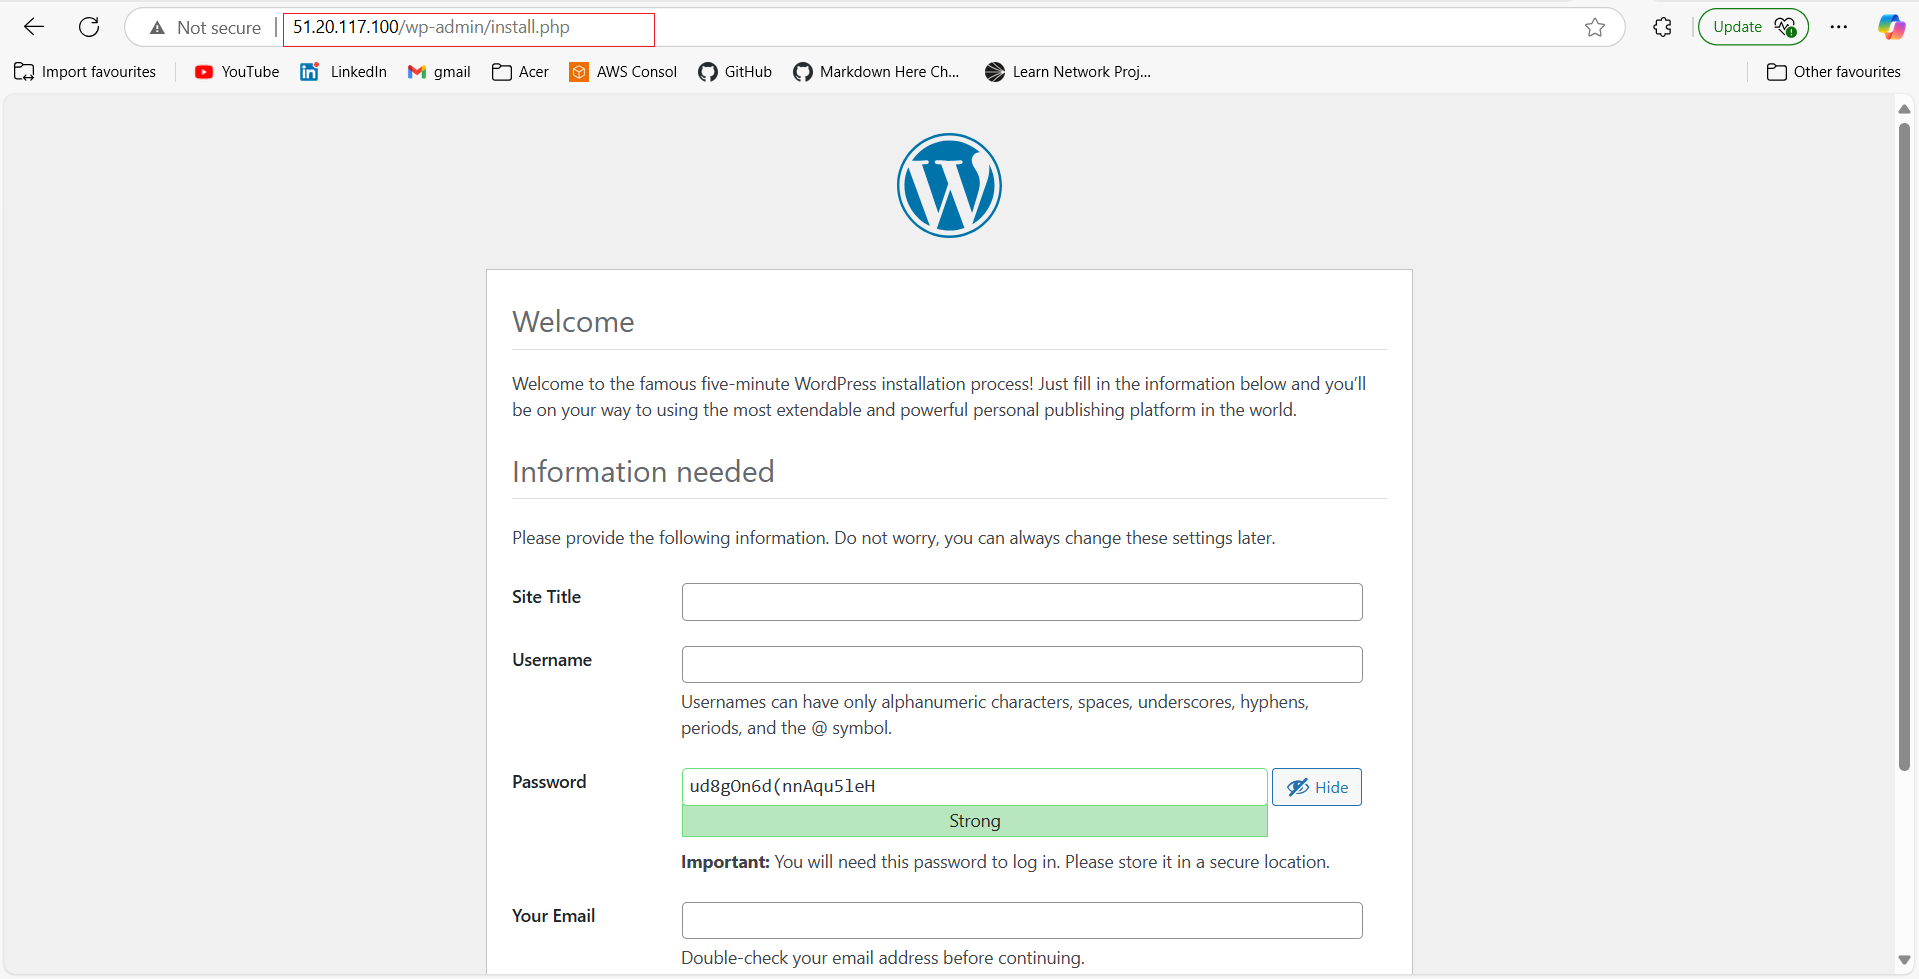 Not secure
51.20.117.100/wp-admin/install.php
Update
Import favourites
YouTube
LinkedIn
gmail
Acer
AWS Consol
GitHub
Markdown Here Ch...
Learn Network Proj...
Other favourites
Welcome
Welcome to the famous five-minute WordPress installation process! Just fill in the information below and you’ll
be on your way to using the most extendable and powerful personal publishing platform in the world.
Information needed
Please provide the following information. Do not worry, you can always change these settings later.
Site Title
Username
Usernames can have only alphanumeric characters, spaces, underscores, hyphens,
periods, and the @ symbol.
Password
ud8gOn6d(nnAqu5leH
Hide
Strong
Important: You will need this password to log in. Please store it in a secure location.
Your Email
Double-check your email address before continuing.